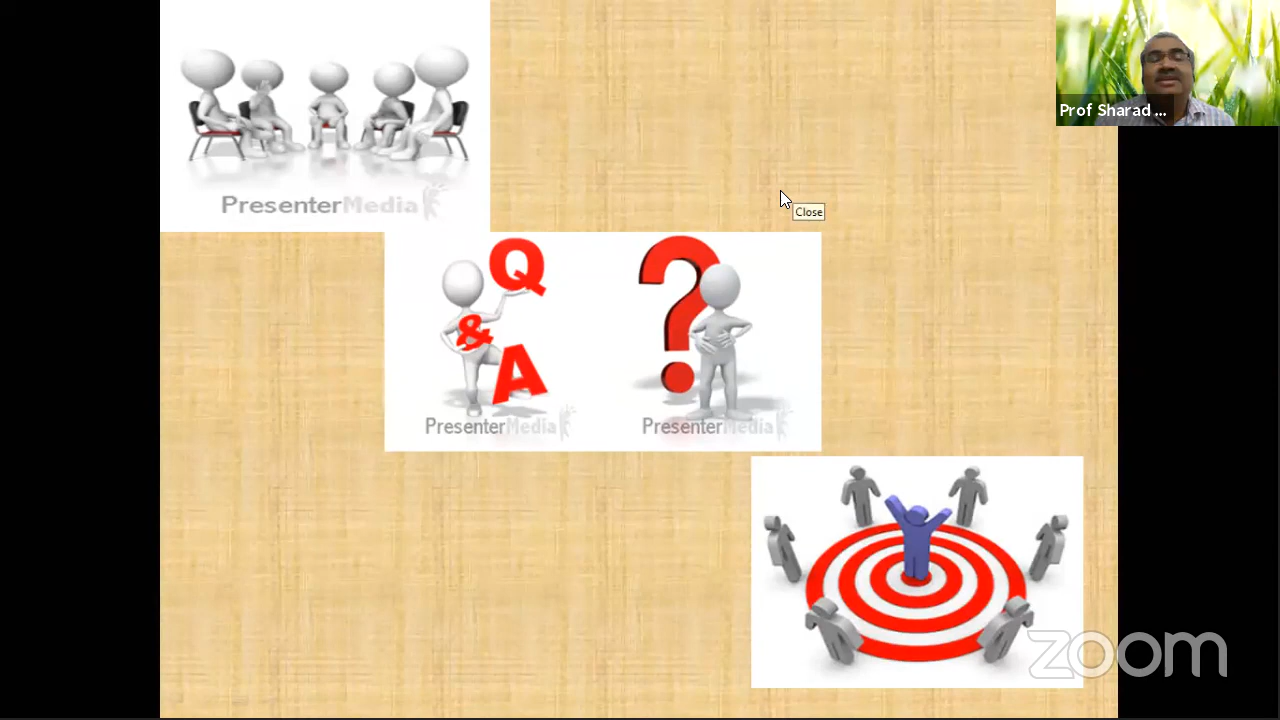 Prof Sharad ...
PresenterMedia
Close
Q
&
A
?
PresenterMedia
PresenterMedia
zoom